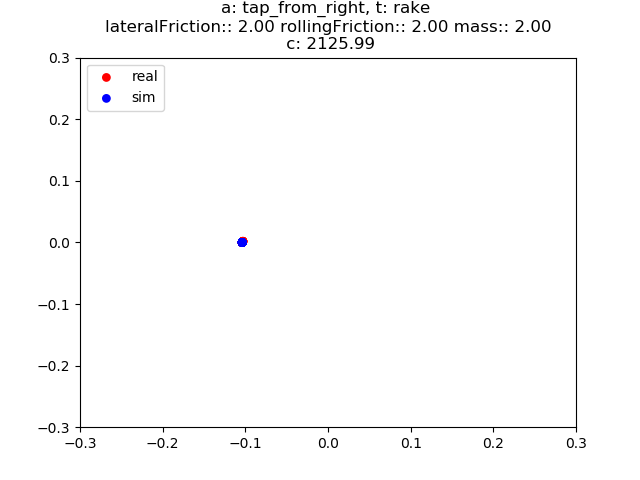 a: tap_from_right, t: rake
lateralFriction:: 2.00 rollingFriction:: 2.00 mass:: 2.00
c: 2125.99
real
sim
0.3
0.2
0.1
0.0
−0.1
−0.2
−0.3
−0.3
−0.2
−0.1
0.0
0.1
0.2
0.3